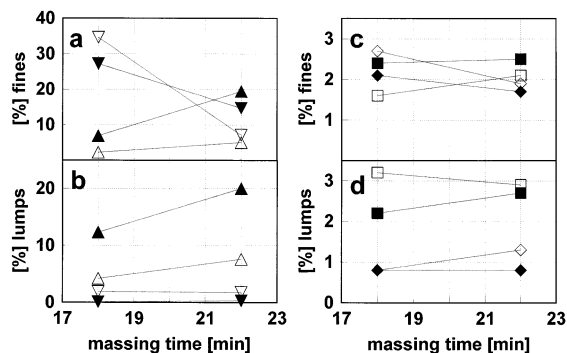 40
30
20
10
[%] fines
a
3
2
1
[%] fines
c
20
10
0
[%] lumps
b
3
2
1
0
[%] lumps
d
17 19 21 23
massing time [min]
17 19 21 23
massing time [min]